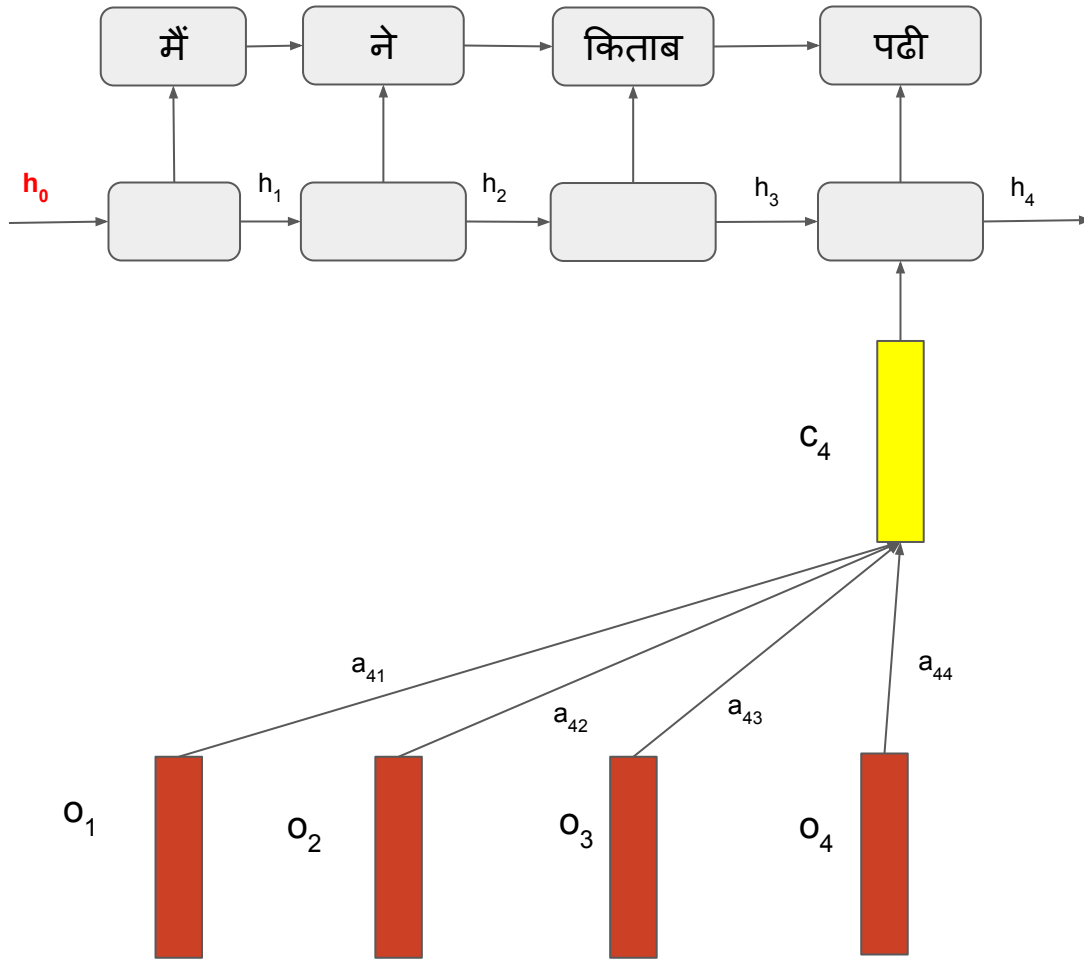 मैं ने किताब पढी
h₀ h₁ h₂ h₃ h₄
c₄
a₄₁ a₄₂ a₄₃ a₄₄
o₁ o₂ o₃ o₄